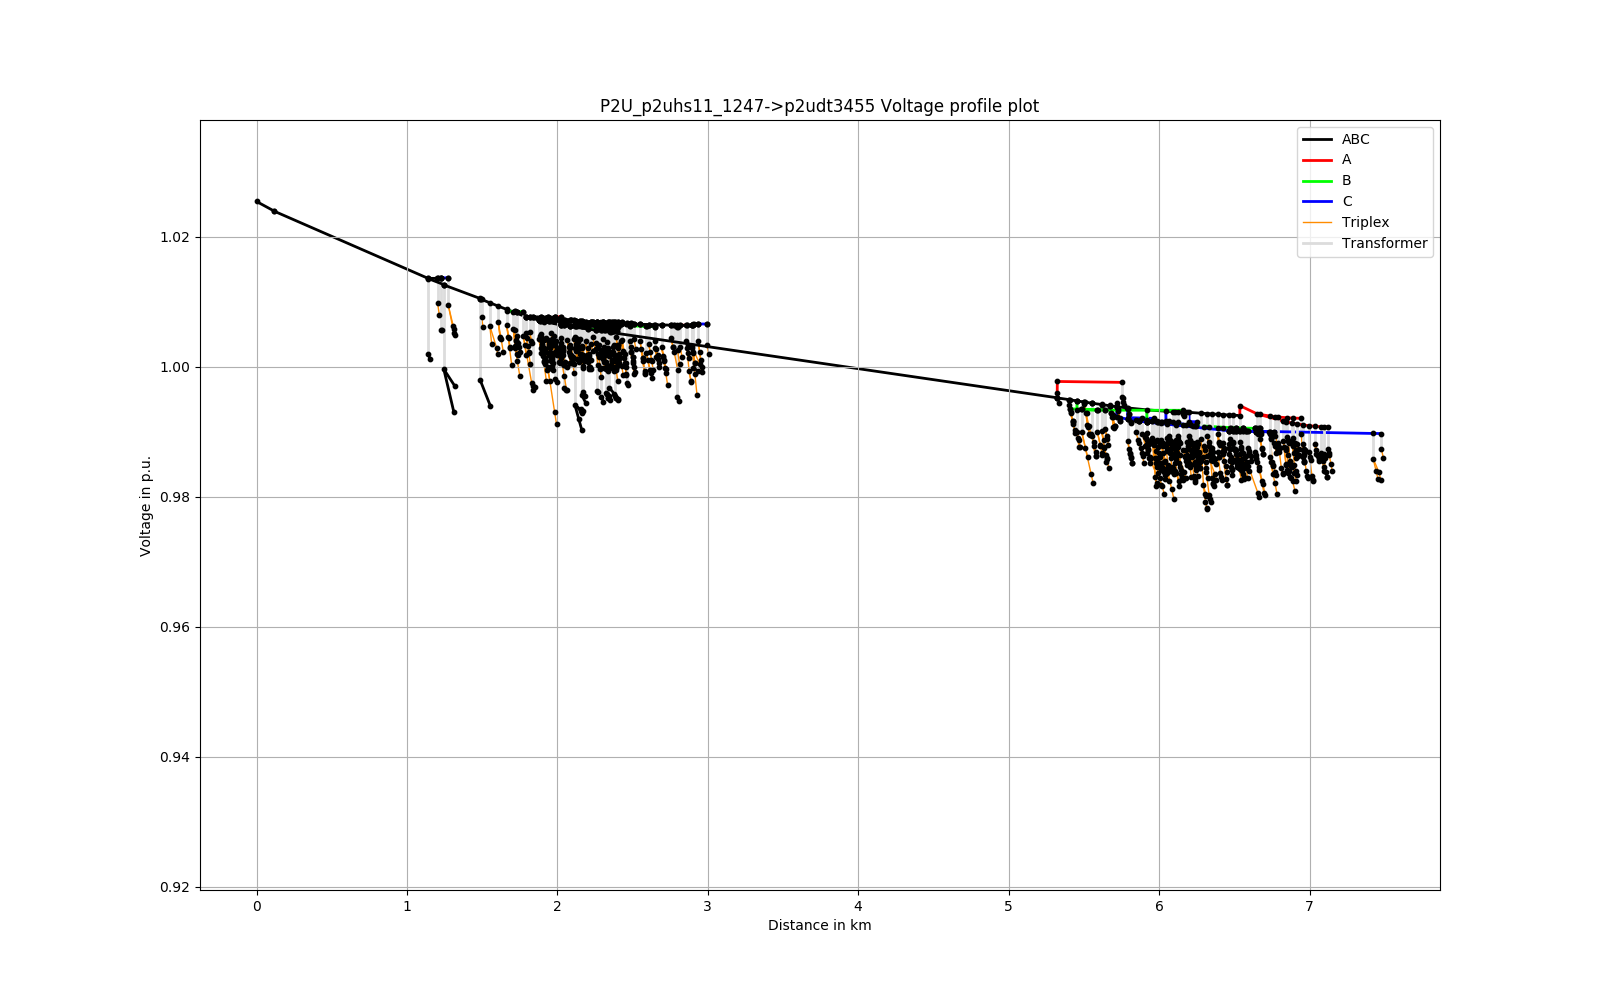 P2U_p2uhs11_1247->p2udt3455 Voltage profile plot
ABC
A
B
C
Triplex
Transformer
1.02
1.00
0.98
0.96
0.94
0.92
Voltage in p.u.
0 1 2 3 4 5 6 7
Distance in km